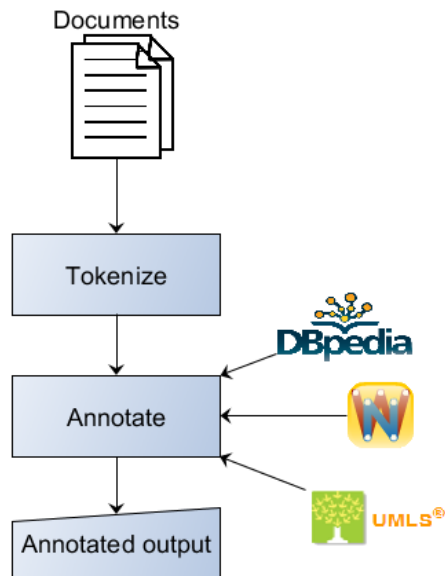 Documents
Tokenize
DBpedia
Annotate
W
UMLS®
Annotated output